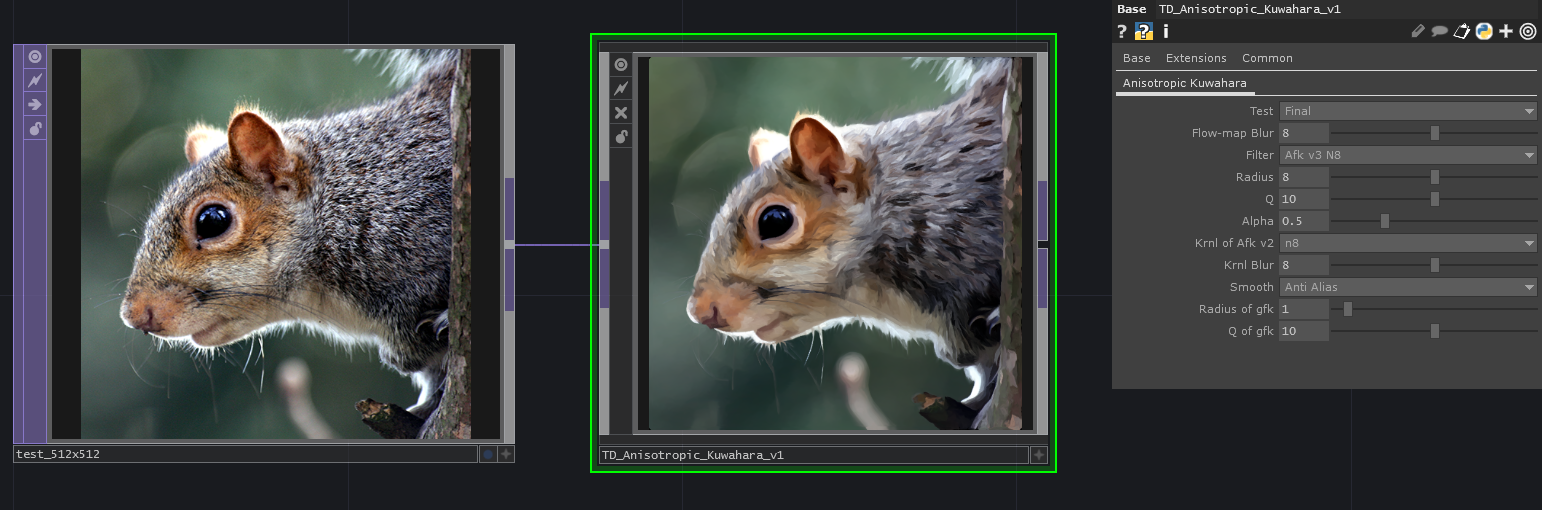 Base TD_Anisotropic_Kuwahara_v1
? ? i
Base Extensions Common
Anisotropic Kuwahara
Test Final
Flow-map Blur 8
Filter Afk v3 N8
Radius 8
Q 10
Alpha 0.5
Krnl of Afk v2 n8
Krnl Blur 8
Smooth Anti Alias
Radius of gfk 1
Q of gfk 10
test_512x512
TD_Anisotropic_Kuwahara_v1